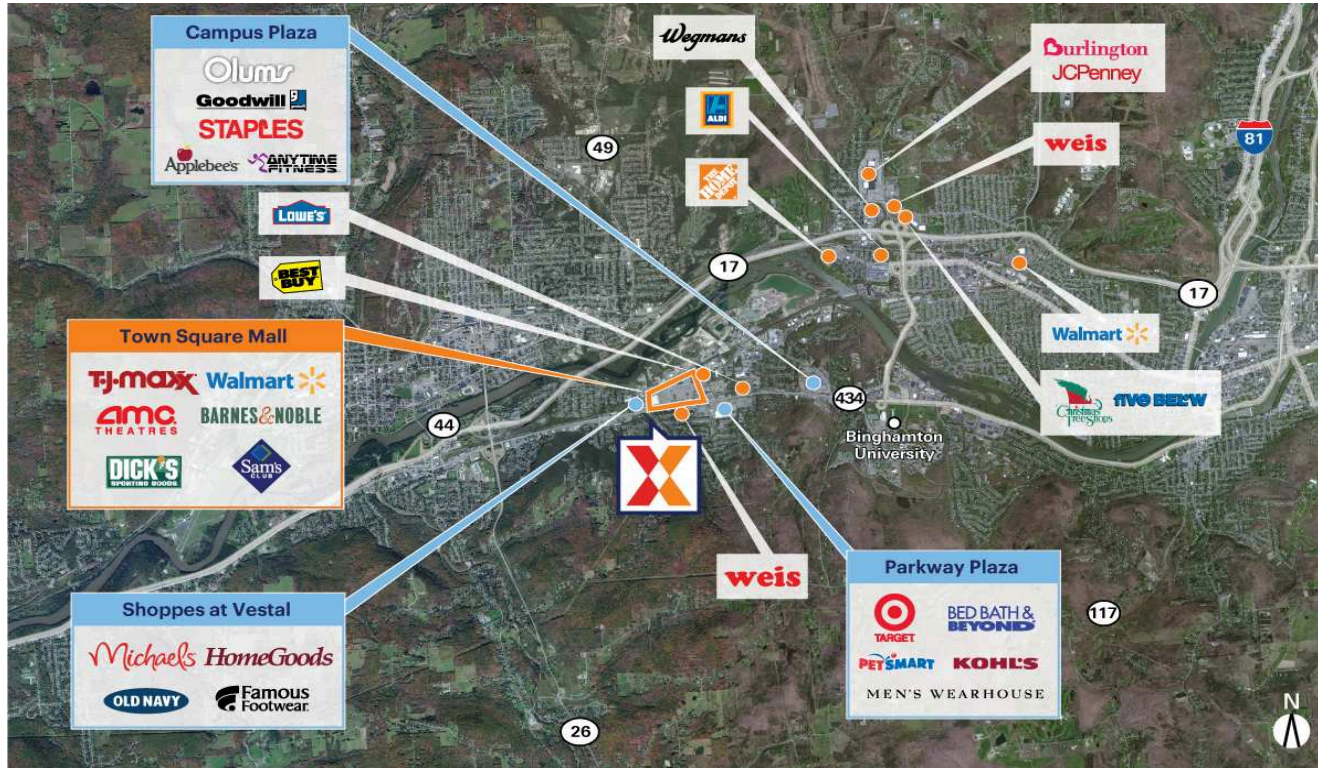 Campus Plaza
Olums
Goodwill
STAPLES
Applebee's ANYTIME FITNESS
LOWE'S
BEST BUY
Town Square Mall
T·J·maxx Walmart
amc THEATRES BARNES&NOBLE
DICK'S SPORTING GOODS Sam's CLUB
Shoppes at Vestal
Michaels HomeGoods
OLD NAVY Famous Footwear
Wegmans
ALDI
THE HOME DEPOT
Burlington
JCPenney
weis
Walmart
Christmas Tree Shops five BELOW
49
17
81
17
44
434
Binghamton
University
weis
Parkway Plaza
TARGET BED BATH & BEYOND
PETSMART KOHL'S
MEN'S WEARHOUSE
117
26
N